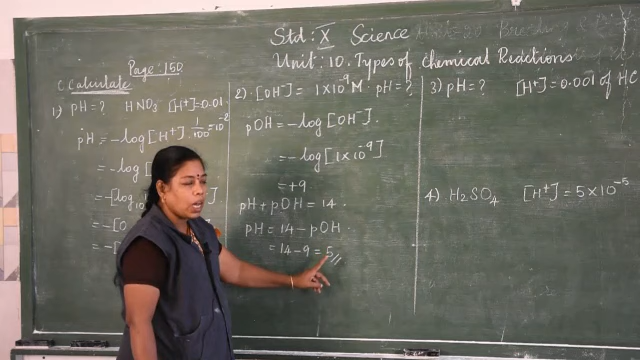 Std: X Science
Unit: 10. Types of Chemical Reactions
Page: 150
C. Calculate
1) pH = ? HNO3 [H+] = 0.01
pH = -log[H+]. 1/100 = 10^-2
= -log[
= -[log10
= -[0
= -[
2) [OH-] = 1×10^-9 M. pH = ?
pOH = -log[OH-].
= -log[1×10^-9]
= +9
pH + pOH = 14.
pH = 14 - pOH.
= 14 - 9 = 5 //
3) pH = ? [H+] = 0.001 of HC
4) H2SO4 [H+] = 5×10^-5